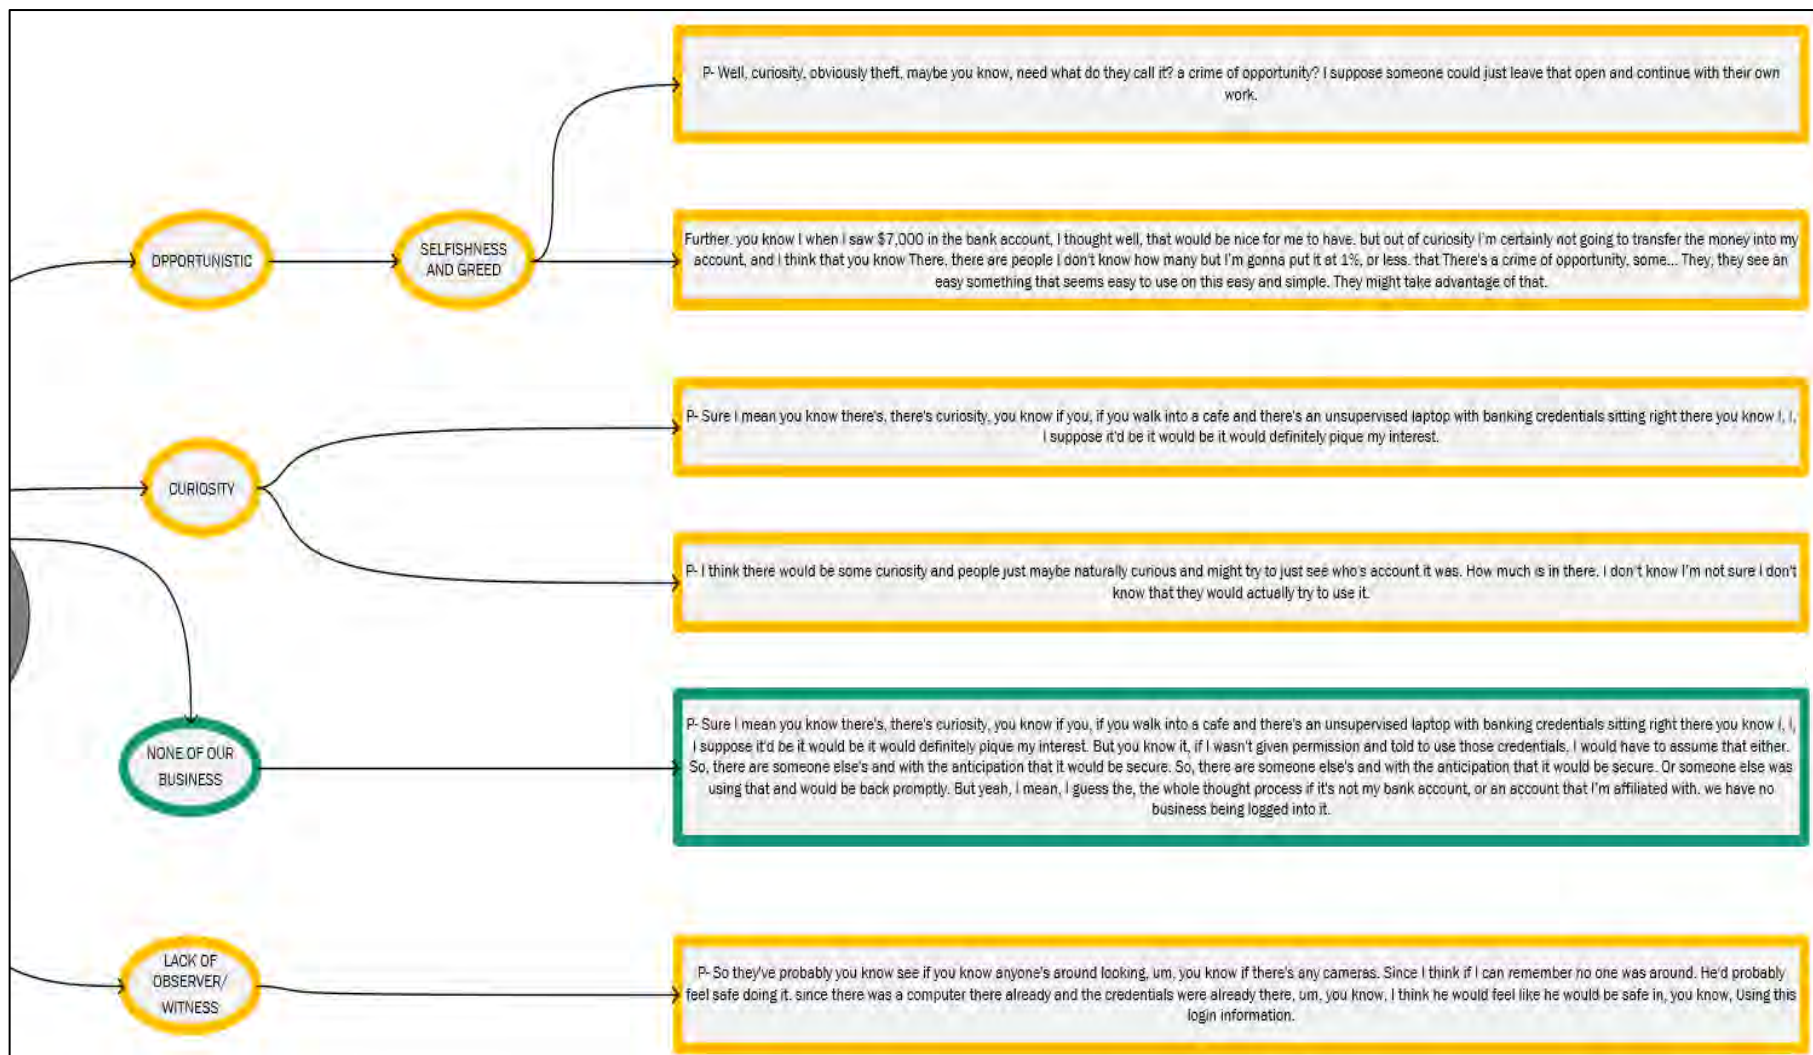 P- Well, curiosity, obviously theft, maybe you know, need what do they call it? a crime of opportunity? I suppose someone could just leave that open and continue with their own
work.
OPPORTUNISTIC
SELFISHNESS
AND GREED
Further, you know I when I saw $7,000 in the bank account, I thought well, that would be nice for me to have. but out of curiosity I'm certainly not going to transfer the money into my
account, and I think that you know There, there are people I don't know how many but I'm gonna put it at 1%, or less. that There's a crime of opportunity, some... They, they see an
easy something that seems easy to use on this easy and simple. They might take advantage of that.
CURIOSITY
P- Sure I mean you know there's, there's curiosity, you know if you, if you walk into a cafe and there's an unsupervised laptop with banking credentials sitting right there you know I, I,
I suppose it'd be it would be it would definitely pique my interest.
P- I think there would be some curiosity and people just maybe naturally curious and might try to just see who's account it was. How much is in there. I don't know I'm not sure I don't
know that they would actually try to use it.
NONE OF OUR
BUSINESS
P- Sure I mean you know there's, there's curiosity, you know if you, if you walk into a cafe and there's an unsupervised laptop with banking credentials sitting right there you know I, I,
I suppose it'd be it would be it would definitely pique my interest. But you know it, if I wasn't given permission and told to use those credentials, I would have to assume that either.
So, there are someone else's and with the anticipation that it would be secure. So, there are someone else's and with the anticipation that it would be secure. Or someone else was
using that and would be back promptly. But yeah, I mean, I guess the, the whole thought process if it's not my bank account, or an account that I'm affiliated with. we have no
business being logged into it.
LACK OF
OBSERVER/
WITNESS
P- So they've probably you know see if you know anyone's around looking, um, you know if there's any cameras. Since I think if I can remember no one was around. He'd probably
feel safe doing it. since there was a computer there already and the credentials were already there, um, you know, I think he would feel like he would be safe in, you know, Using this
login information.